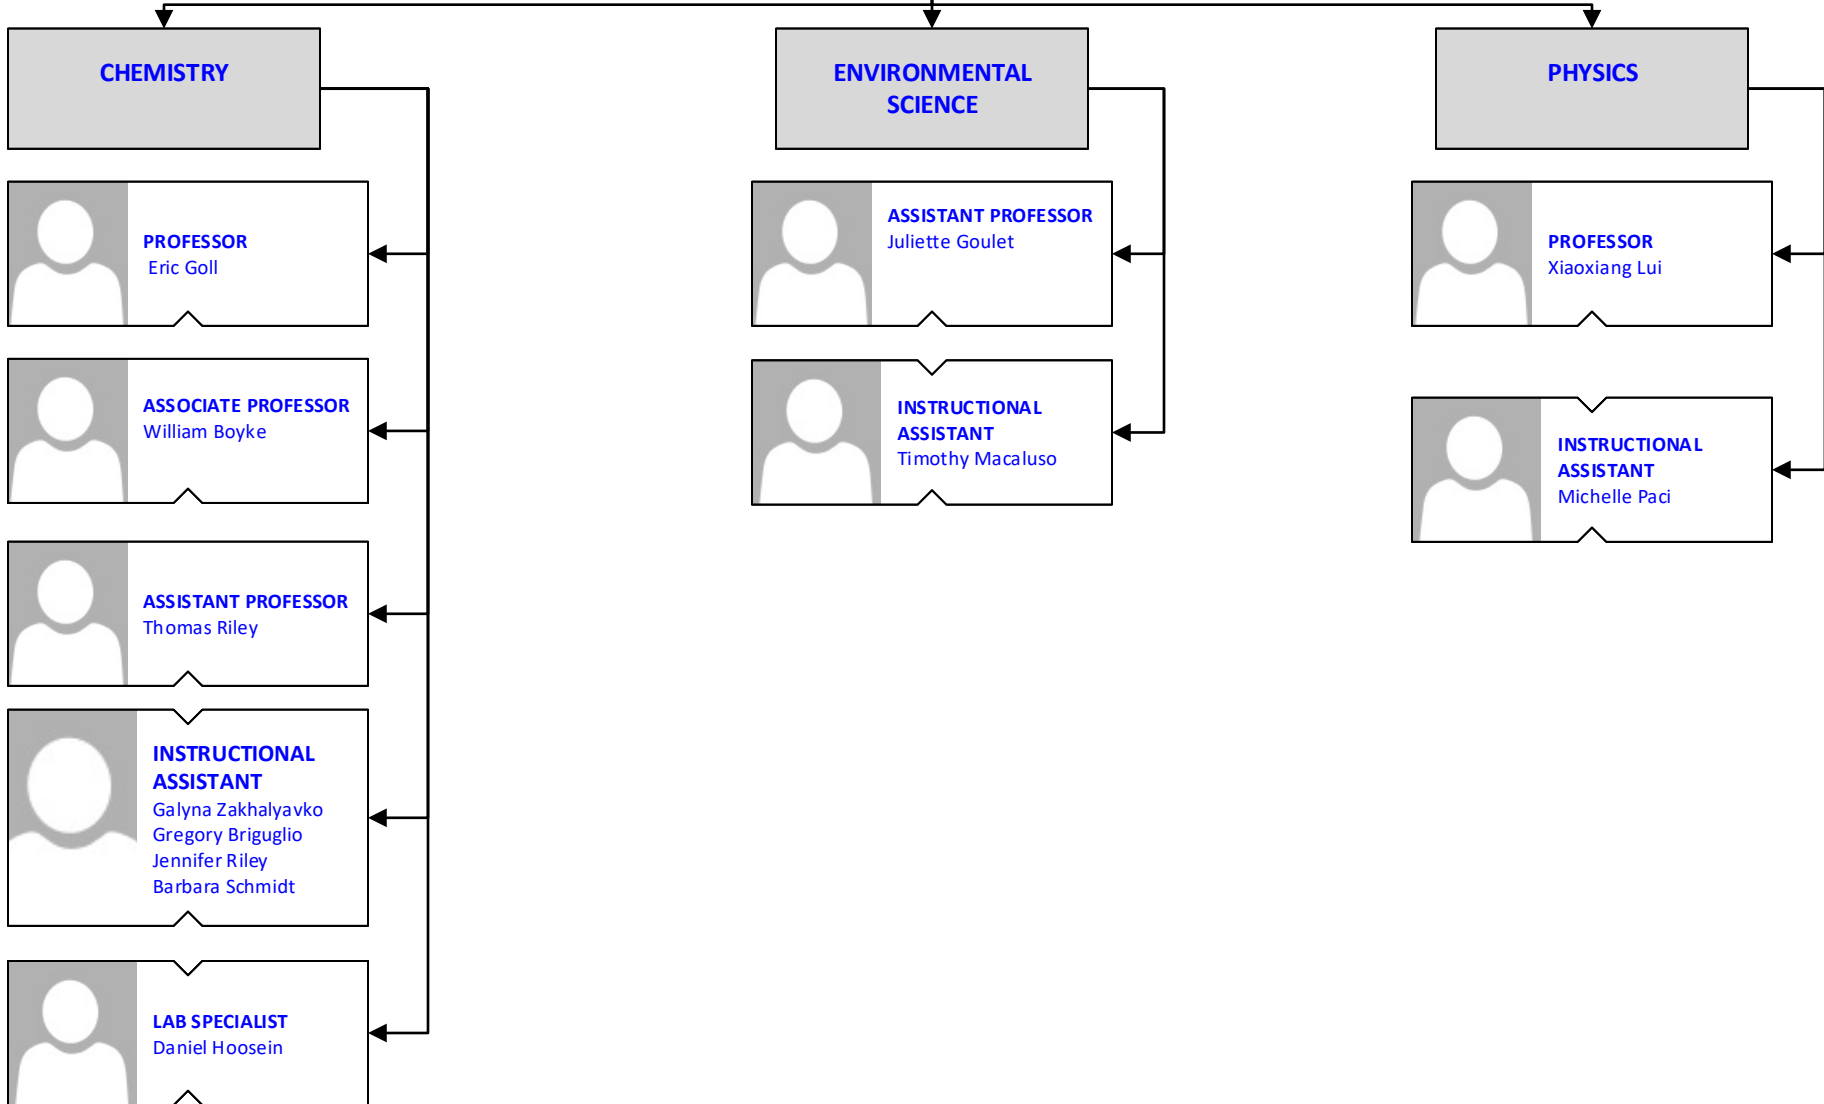 CHEMISTRY
PROFESSOR
Eric Goll
ASSOCIATE PROFESSOR
William Boyke
ASSISTANT PROFESSOR
Thomas Riley
INSTRUCTIONAL
ASSISTANT
Galyna Zakhalyavko
Gregory Briguglio
Jennifer Riley
Barbara Schmidt
LAB SPECIALIST
Daniel Hoosein
ENVIRONMENTAL
SCIENCE
ASSISTANT PROFESSOR
Juliette Goulet
INSTRUCTIONAL
ASSISTANT
Timothy Macaluso
PHYSICS
PROFESSOR
Xiaoxiang Lui
INSTRUCTIONAL
ASSISTANT
Michelle Paci